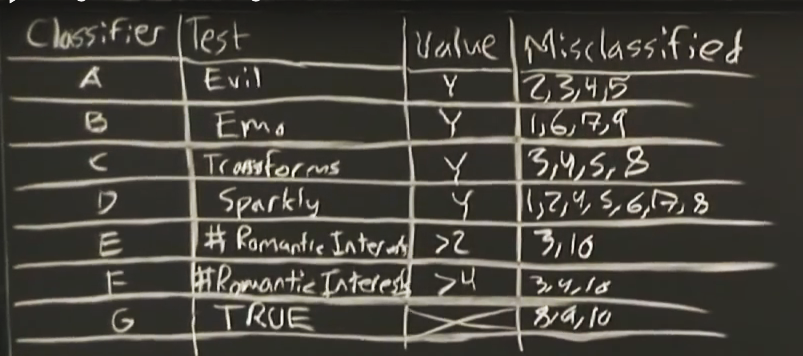 Classifier Test Value Misclassified
A Evil Y 2,3,4,5
B Emo Y 1,6,7,9
C Transforms Y 3,4,5,8
D Sparkly Y 1,2,4,5,6,7,8
E # Romantic Interests >2 3,10
F #Romantic Interests >4 3,4,10
G TRUE 8,9,10